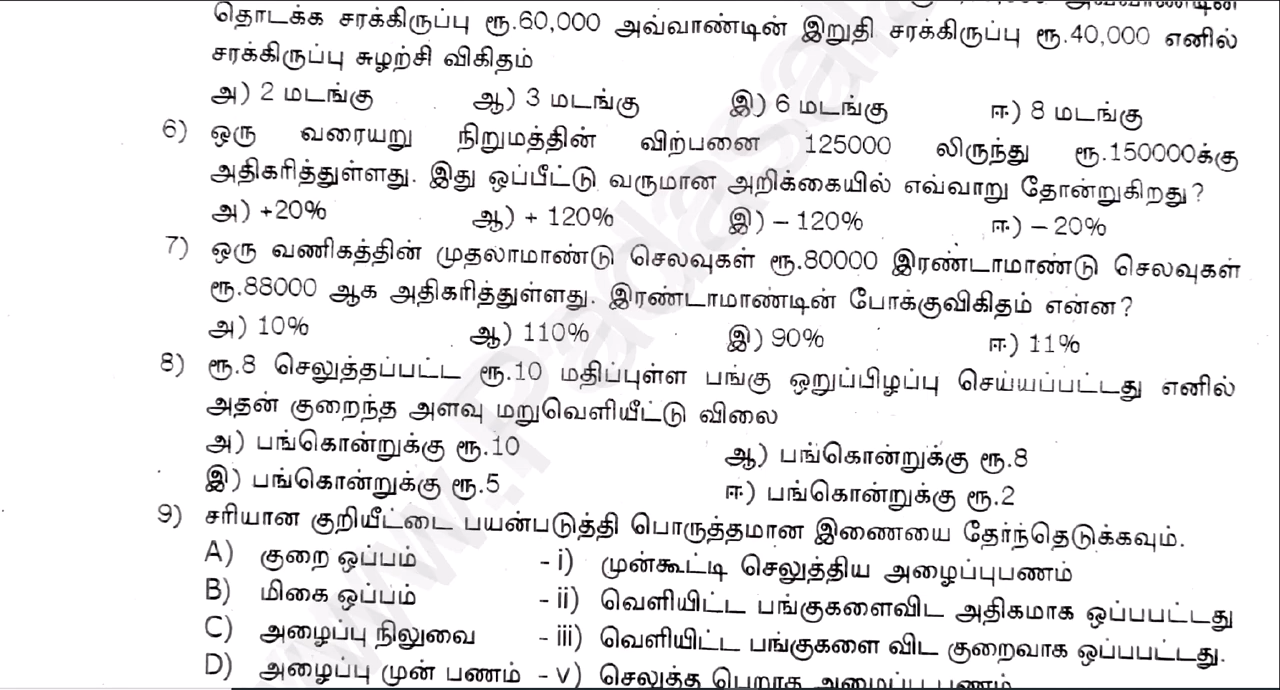 தொடக்க சரக்கிருப்பு ரூ.60,000 அவ்வாண்டின் இறுதி சரக்கிருப்பு ரூ.40,000 எனில்
சரக்கிருப்பு சுழற்சி விகிதம்
அ) 2 மடங்கு ஆ) 3 மடங்கு இ) 6 மடங்கு ஈ) 8 மடங்கு
6) ஒரு வரையறு நிறுமத்தின் விற்பனை 125000 லிருந்து ரூ.150000க்கு
அதிகரித்துள்ளது. இது ஒப்பீட்டு வருமான அறிக்கையில் எவ்வாறு தோன்றுகிறது?
அ) +20% ஆ) + 120% இ) – 120% ஈ) – 20%
7) ஒரு வணிகத்தின் முதலாமாண்டு செலவுகள் ரூ.80000 இரண்டாமாண்டு செலவுகள்
ரூ.88000 ஆக அதிகரித்துள்ளது. இரண்டாமாண்டின் போக்குவிகிதம் என்ன?
அ) 10% ஆ) 110% இ) 90% ஈ) 11%
8) ரூ.8 செலுத்தப்பட்ட ரூ.10 மதிப்புள்ள பங்கு ஒறுப்பிழப்பு செய்யப்பட்டது எனில்
அதன் குறைந்த அளவு மறுவெளியீட்டு விலை
அ) பங்கொன்றுக்கு ரூ.10 ஆ) பங்கொன்றுக்கு ரூ.8
இ) பங்கொன்றுக்கு ரூ.5 ஈ) பங்கொன்றுக்கு ரூ.2
9) சரியான குறியீட்டை பயன்படுத்தி பொருத்தமான இணையை தேர்ந்தெடுக்கவும்.
A) குறை ஒப்பம் - i) முன்கூட்டி செலுத்திய அழைப்புபணம்
B) மிகை ஒப்பம் - ii) வெளியிட்ட பங்குகளைவிட அதிகமாக ஒப்பபட்டது
C) அழைப்பு நிலுவை - iii) வெளியிட்ட பங்குகளை விட குறைவாக ஒப்பபட்டது.
D) அழைப்பு முன் பணம் - v) செலுத்த பெறாத அழைப்பு பணம்